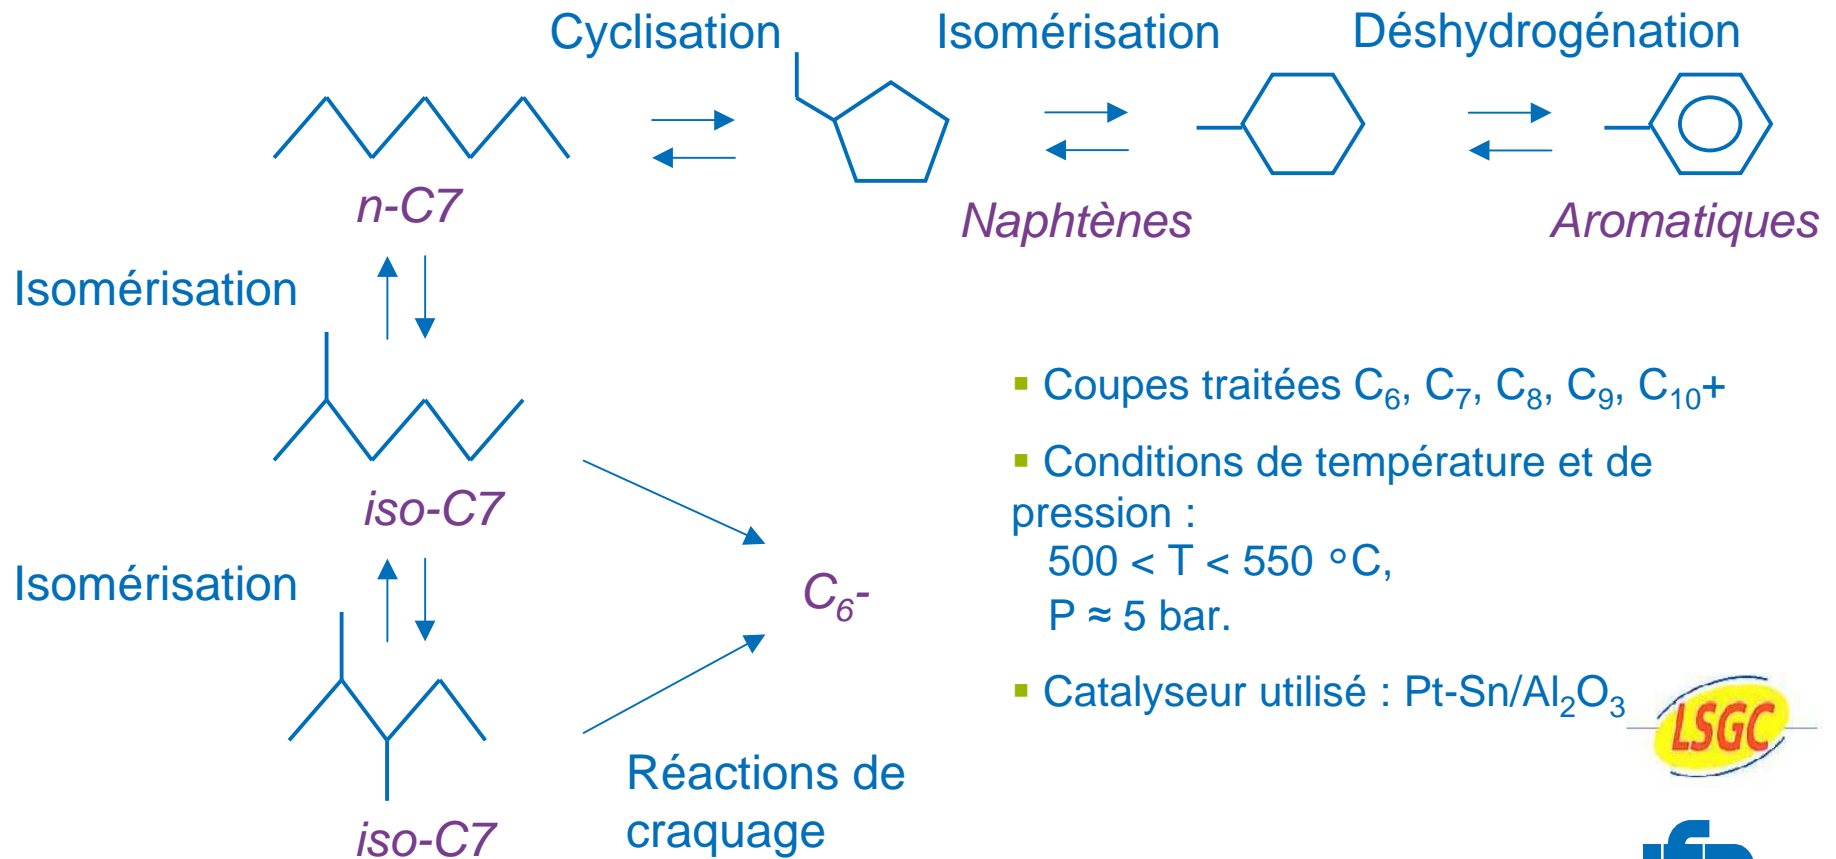 Cyclisation
Isomérisation
Déshydrogénation
n-C7
Naphtènes
Aromatiques
Isomérisation
iso-C7
Isomérisation
C6-
iso-C7
Réactions de
craquage
▪ Coupes traitées C6, C7, C8, C9, C10+
▪ Conditions de température et de
pression :
500 < T < 550 °C,
P ≈ 5 bar.
▪ Catalyseur utilisé : Pt-Sn/Al2O3
LSGC